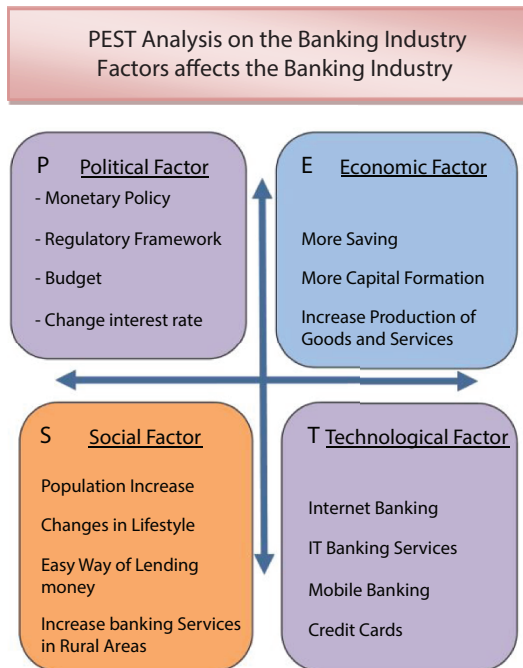 PEST Analysis on the Banking Industry
Factors affects the Banking Industry
P Political Factor
- Monetary Policy
- Regulatory Framework
- Budget
- Change interest rate
E Economic Factor
More Saving
More Capital Formation
Increase Production of
Goods and Services
S Social Factor
Population Increase
Changes in Lifestyle
Easy Way of Lending
money
Increase banking Services
in Rural Areas
T Technological Factor
Internet Banking
IT Banking Services
Mobile Banking
Credit Cards